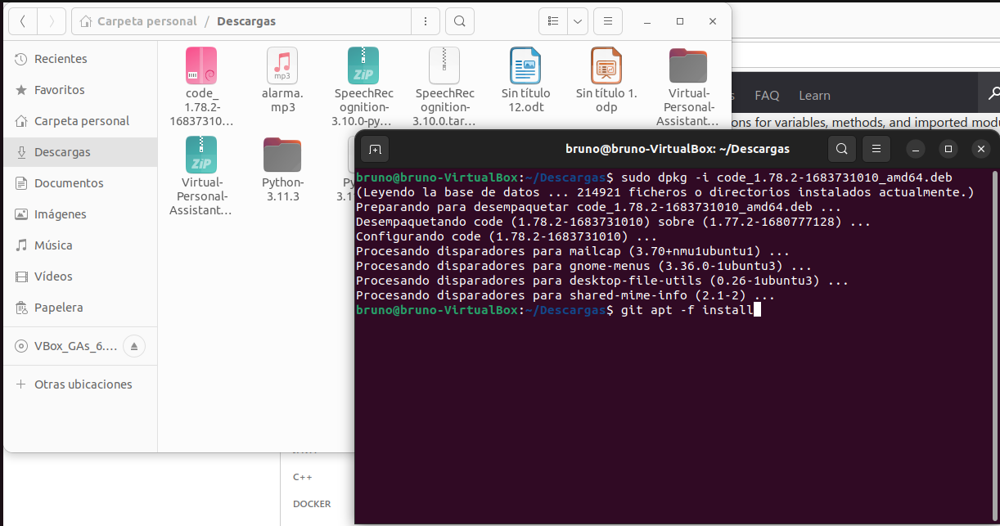 Carpeta personal / Descargas
Recientes
Favoritos
Carpeta personal
Descargas
Documentos
Imágenes
Música
Vídeos
Papelera
VBox_GAs_6.…
Otras ubicaciones
code_
1.78.2-
16837310…
alarma.
mp3
mp3
ZiP
SpeechRec
ognition-
3.10.0-py…
SpeechRec
ognition-
3.10.0.tar…
Sin título
12.odt
Sin título 1.
odp
Virtual-
Personal-
Assistant…
ZiP
Virtual-
Personal-
Assistant…
Python-
3.11.3
Py
3.11
s FAQ Learn
ons for variables, methods, and imported modu
bruno@bruno-VirtualBox: ~/Descargas
bruno@bruno-VirtualBox:~/Descargas$ sudo dpkg -i code_1.78.2-1683731010_amd64.deb
(Leyendo la base de datos ... 214921 ficheros o directorios instalados actualmente.)
Preparando para desempaquetar code_1.78.2-1683731010_amd64.deb ...
Desempaquetando code (1.78.2-1683731010) sobre (1.77.2-1680777128) ...
Configurando code (1.78.2-1683731010) ...
Procesando disparadores para mailcap (3.70+nmu1ubuntu1) ...
Procesando disparadores para gnome-menus (3.36.0-1ubuntu3) ...
Procesando disparadores para desktop-file-utils (0.26-1ubuntu3) ...
Procesando disparadores para shared-mime-info (2.1-2) ...
bruno@bruno-VirtualBox:~/Descargas$ git apt -f install
C++
DOCKER